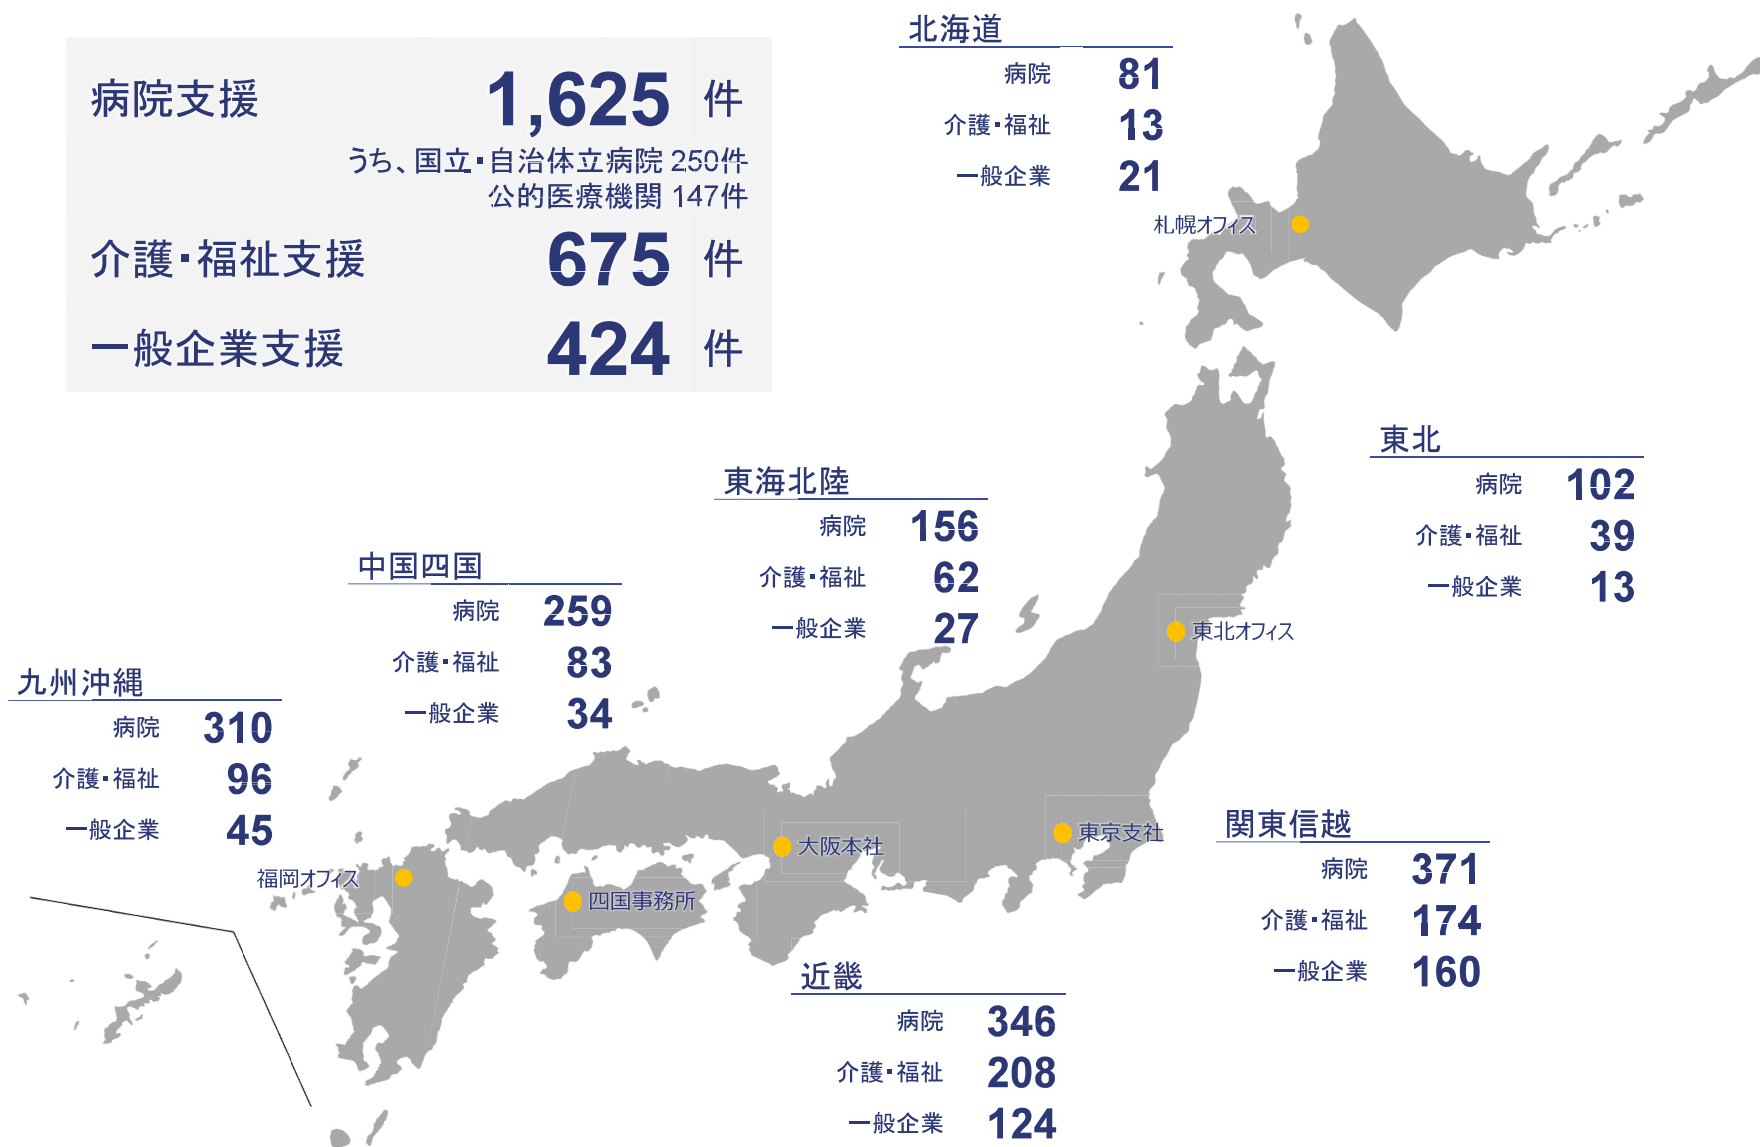 病院支援 1,625 件
うち、国立・自治体立病院 250件
公的医療機関 147件
介護・福祉支援 675 件
一般企業支援 424 件
北海道
病院 81
介護・福祉 13
一般企業 21
札幌オフィス
東北
病院 102
介護・福祉 39
一般企業 13
東北オフィス
東海北陸
病院 156
介護・福祉 62
一般企業 27
中国四国
病院 259
介護・福祉 83
一般企業 34
九州沖縄
病院 310
介護・福祉 96
一般企業 45
福岡オフィス
四国事務所
大阪本社
東京支社
関東信越
病院 371
介護・福祉 174
一般企業 160
近畿
病院 346
介護・福祉 208
一般企業 124